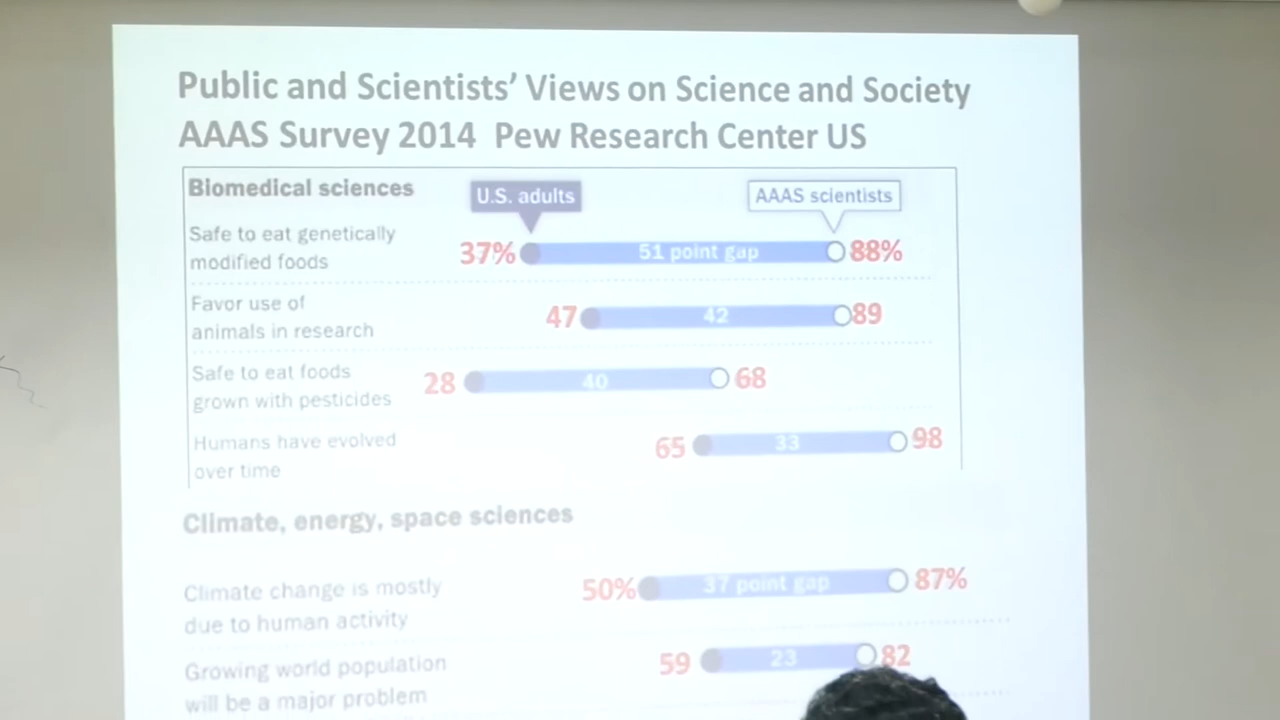 Public and Scientists' Views on Science and Society
AAAS Survey 2014 Pew Research Center US
Biomedical sciences
U.S. adults
AAAS scientists
Safe to eat genetically
modified foods
37%
51 point gap
88%
Favor use of
animals in research
47
42
89
Safe to eat foods
grown with pesticides
28
40
68
Humans have evolved
over time
65
33
98
Climate, energy, space sciences
Climate change is mostly
due to human activity
50%
37 point gap
87%
Growing world population
will be a major problem
59
23
82